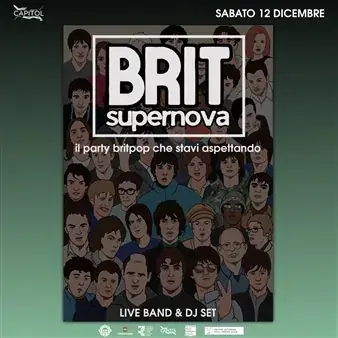 CAPITOL
SABATO 12 DICEMBRE
BRIT
supernova
il party britpop che stavi aspettando
LIVE BAND & DJ SET